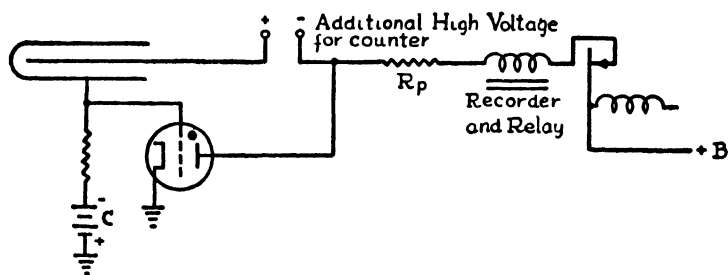 + -
Additional High Voltage
for counter
Rp
Recorder
and Relay
+ B
-
C
+